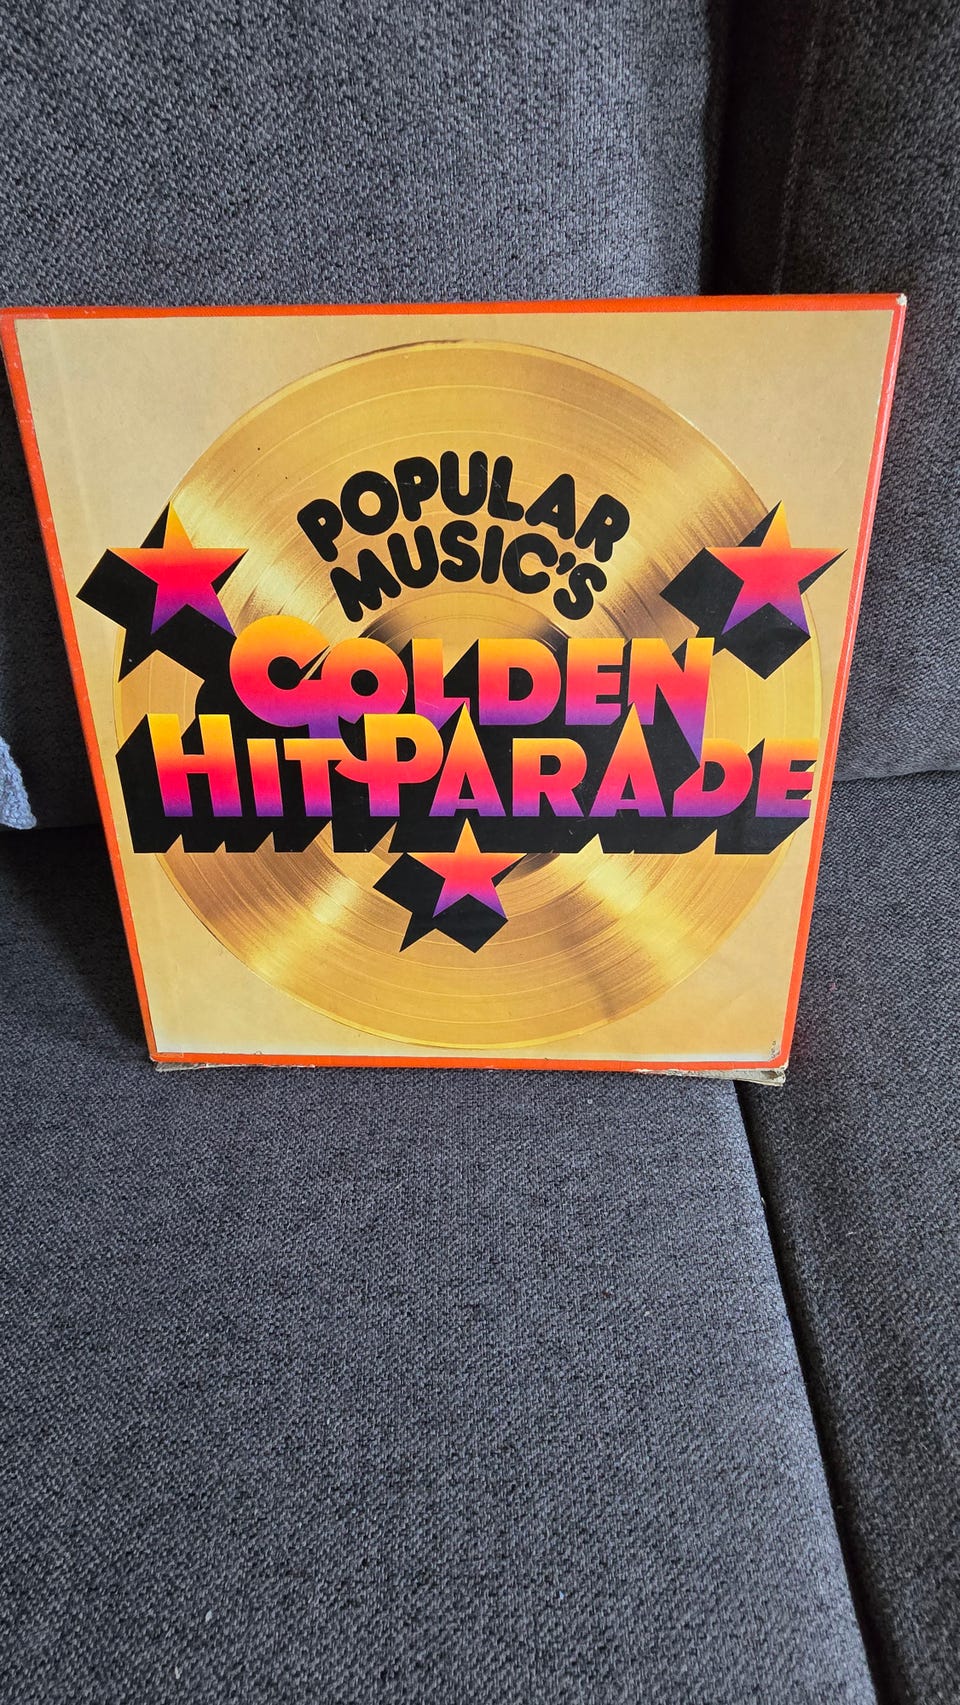 POPULAR
MUSIC'S
GOLDEN
HIT PARADE